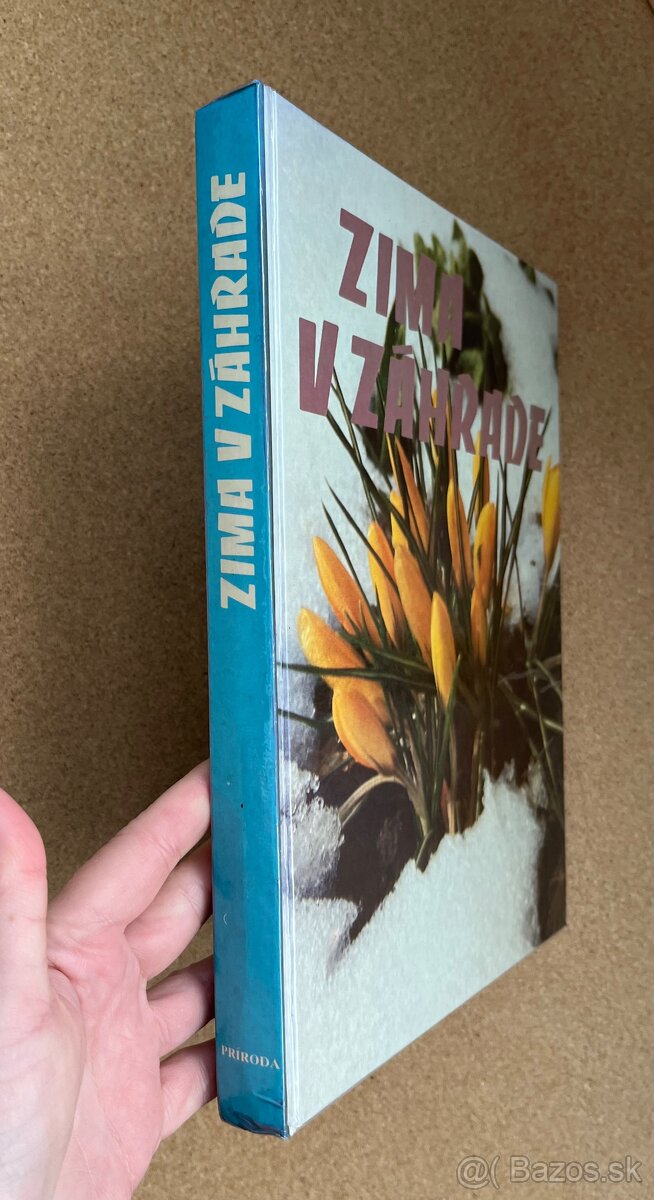 ZIMA V ZÁHRADE
PRÍRODA
ZIMA
V ZÁHRADE
@( Bazos.sk